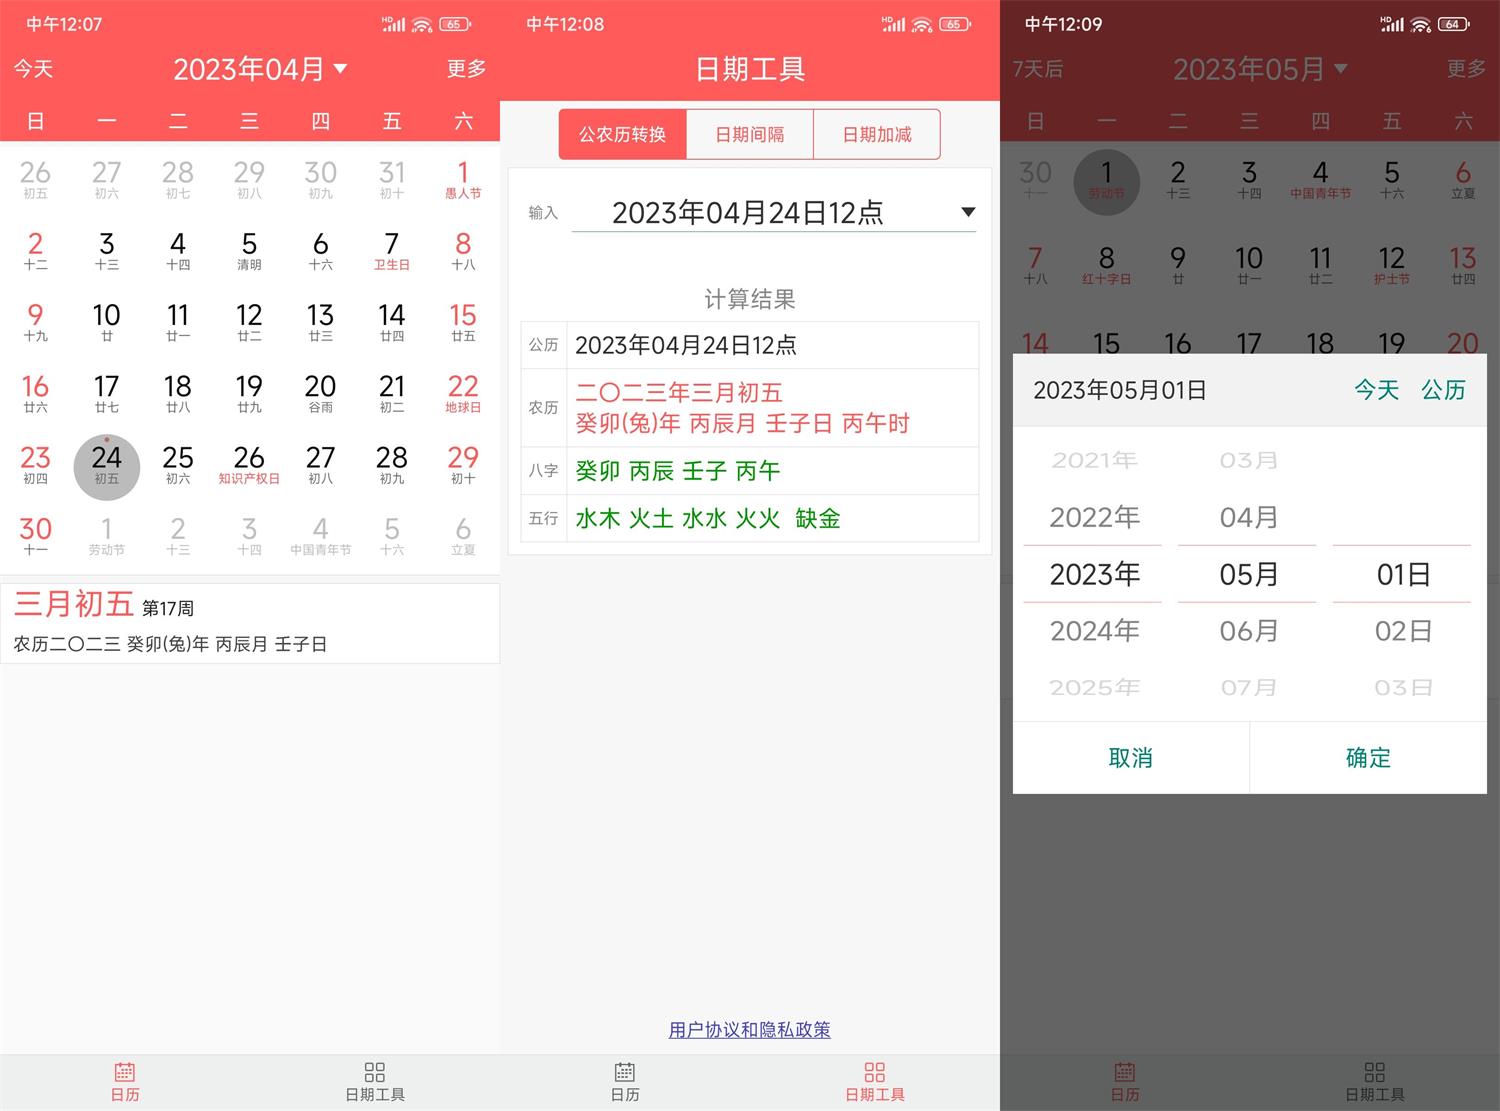 中午12:07
HD 65
今天 2023年04月 更多
日 一 二 三 四 五 六
26 27 28 29 30 31 1
初五 初六 初七 初八 初九 初十 愚人节
2 3 4 5 6 7 8
十二 十三 十四 清明 十六 卫生日 十八
9 10 11 12 13 14 15
十九 廿 廿一 廿二 廿三 廿四 廿五
16 17 18 19 20 21 22
廿六 廿七 廿八 廿九 谷雨 初二 地球日
23 24 25 26 27 28 29
初四 初五 初六 知识产权日 初八 初九 初十
30 1 2 3 4 5 6
十一 劳动节 十三 十四 中国青年节 十六 立夏
三月初五 第17周
农历二〇二三 癸卯(兔)年 丙辰月 壬子日
日历 日期工具
中午12:08
HD 65
日期工具
公农历转换 日期间隔 日期加减
输入 2023年04月24日12点
计算结果
公历 2023年04月24日12点
农历 二〇二三年三月初五
癸卯(兔)年 丙辰月 壬子日 丙午时
八字 癸卯 丙辰 壬子 丙午
五行 水木 火土 水水 火火 缺金
用户协议和隐私政策
日历 日期工具
中午12:09
HD 64
7天后 2023年05月 更多
日 一 二 三 四 五 六
30 1 2 3 4 5 6
十一 劳动节 十三 十四 中国青年节 十六 立夏
7 8 9 10 11 12 13
十八 红十字日 廿 廿一 廿二 护士节 廿四
14 15 16 17 18 19 20
2023年05月01日 今天 公历
2021年 03月
2022年 04月
2023年 05月 01日
2024年 06月 02日
2025年 07月 03日
取消 确定
日历 日期工具